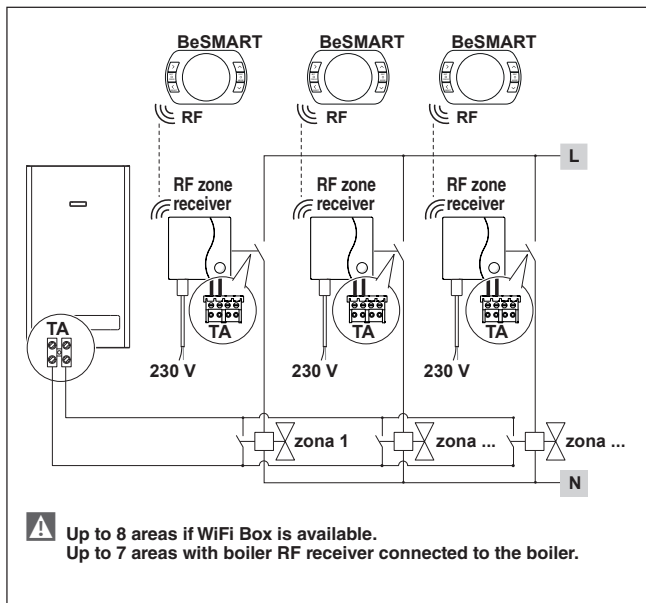 BeSMART BeSMART BeSMART
RF RF RF
L
RF zone RF zone RF zone
receiver receiver receiver
TA TA TA TA
230 V 230 V 230 V
zona 1 zona ... zona ...
N
Up to 8 areas if WiFi Box is available.
Up to 7 areas with boiler RF receiver connected to the boiler.